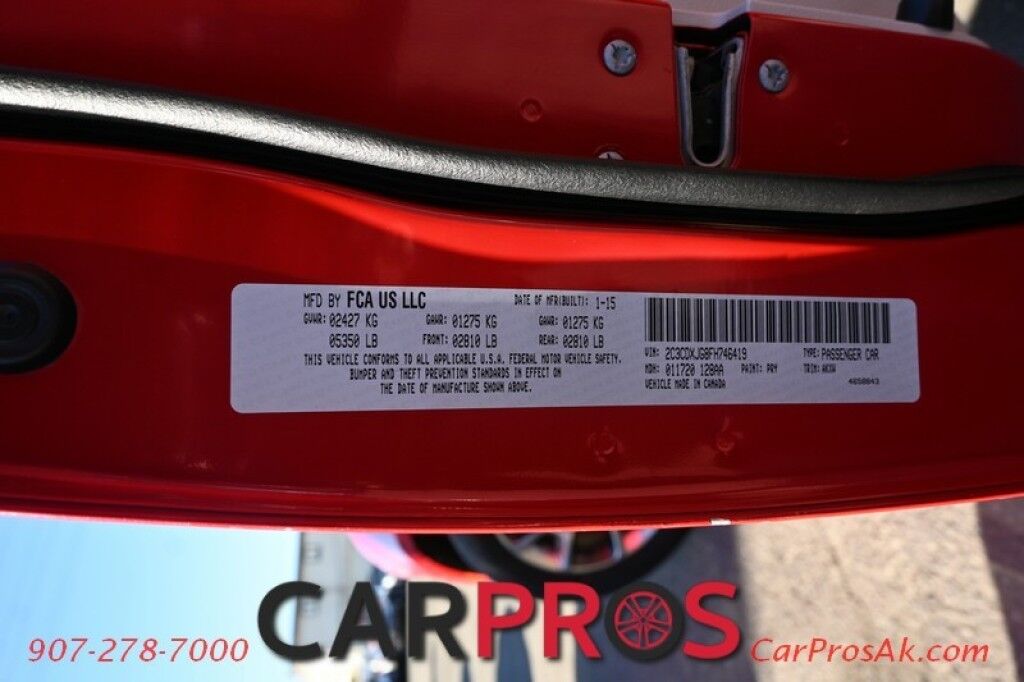 MFD BY FCA US LLC
DATE OF MFR(BUILT): 1-15
GVWR: 02427 KG GAWR: 01275 KG GAWR: 01275 KG
05350 LB FRONT: 02810 LB REAR: 02810 LB
THIS VEHICLE CONFORMS TO ALL APPLICABLE U.S.A. FEDERAL MOTOR VEHICLE SAFETY,
BUMPER AND THEFT PREVENTION STANDARDS IN EFFECT ON
THE DATE OF MANUFACTURE SHOWN ABOVE.
VIN: 2C3CDXJG8FH746419 TYPE: PASSENGER CAR
MDH: 011720 128AA PAINT: PRY TRIM: AKXW
VEHICLE MADE IN CANADA 4658843
CARPROS
907-278-7000
CarProsAk.com